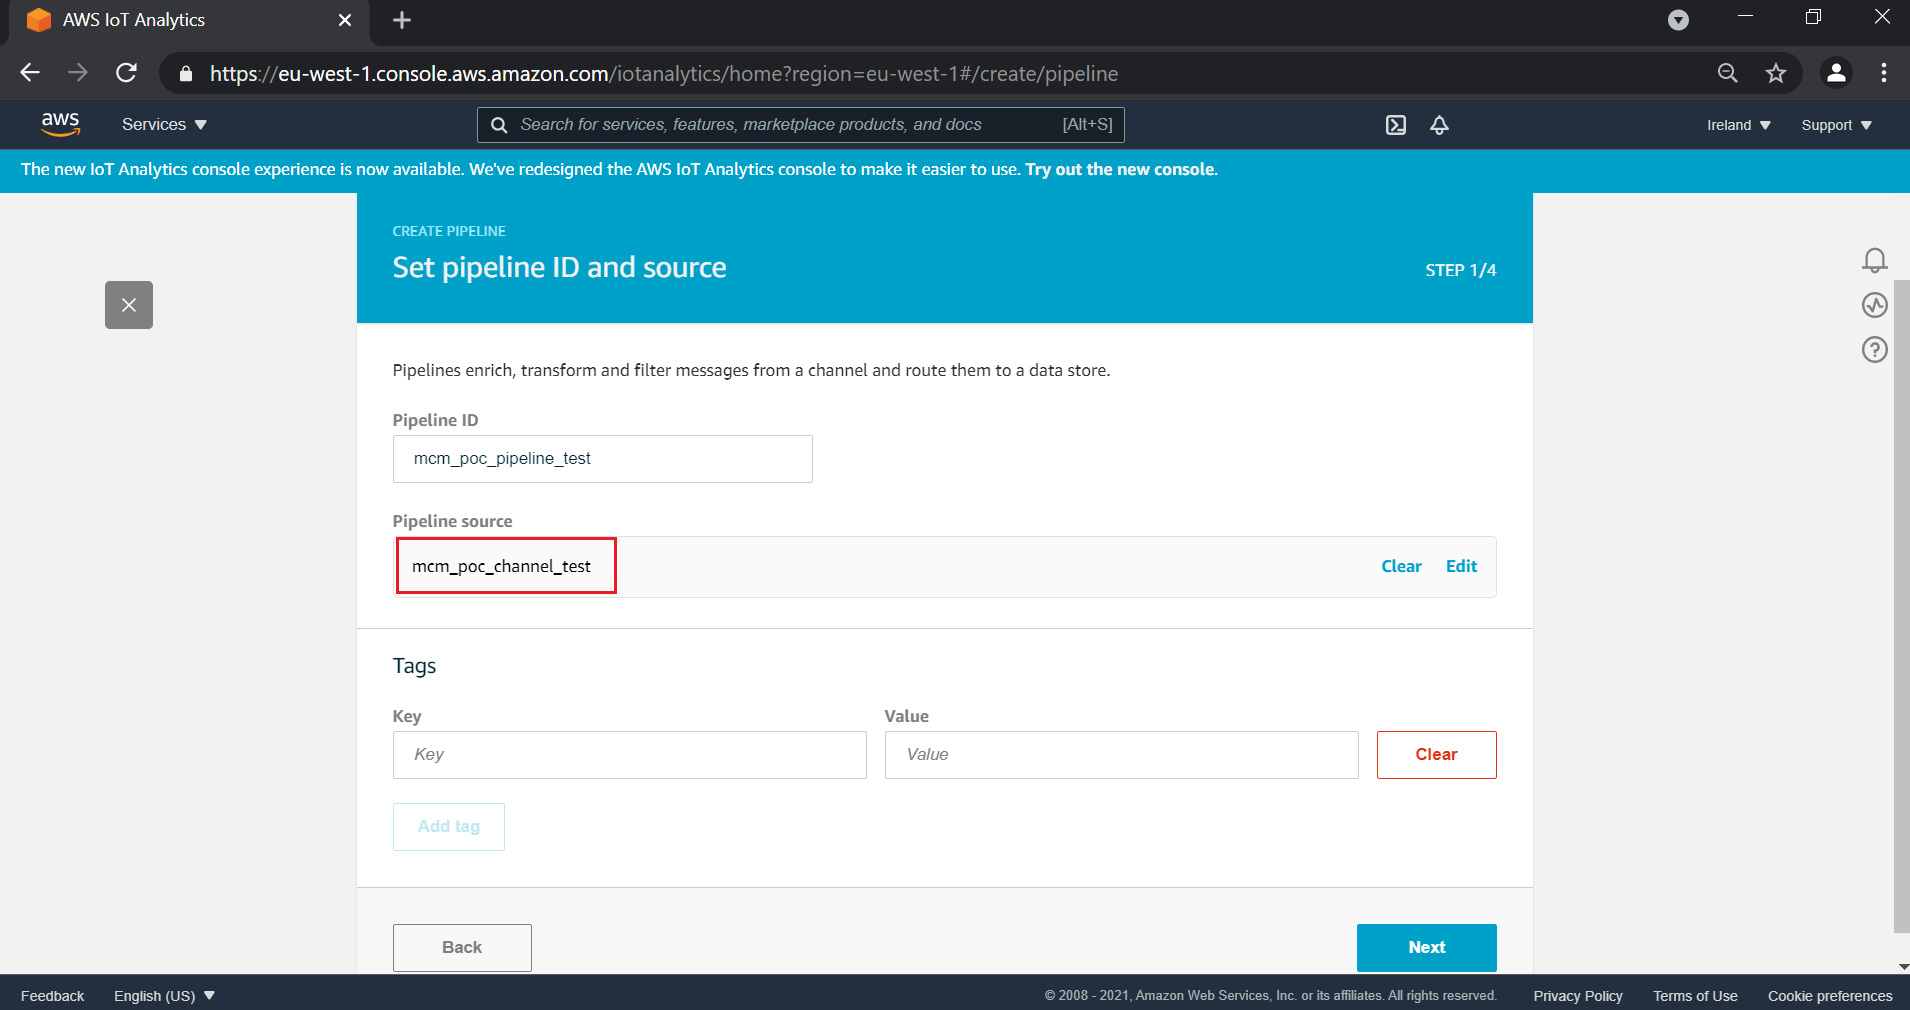 AWS IoT Analytics
https://eu-west-1.console.aws.amazon.com/iotanalytics/home?region=eu-west-1#/create/pipeline
aws
Services
Search for services, features, marketplace products, and docs [Alt+S]
Ireland
Support
The new IoT Analytics console experience is now available. We've redesigned the AWS IoT Analytics console to make it easier to use. Try out the new console.
CREATE PIPELINE
Set pipeline ID and source
STEP 1/4
Pipelines enrich, transform and filter messages from a channel and route them to a data store.
Pipeline ID
mcm_poc_pipeline_test
Pipeline source
mcm_poc_channel_test
Clear Edit
Tags
Key Value
Key Value Clear
Add tag
Back Next
Feedback English (US) © 2008 - 2021, Amazon Web Services, Inc. or its affiliates. All rights reserved. Privacy Policy Terms of Use Cookie preferences